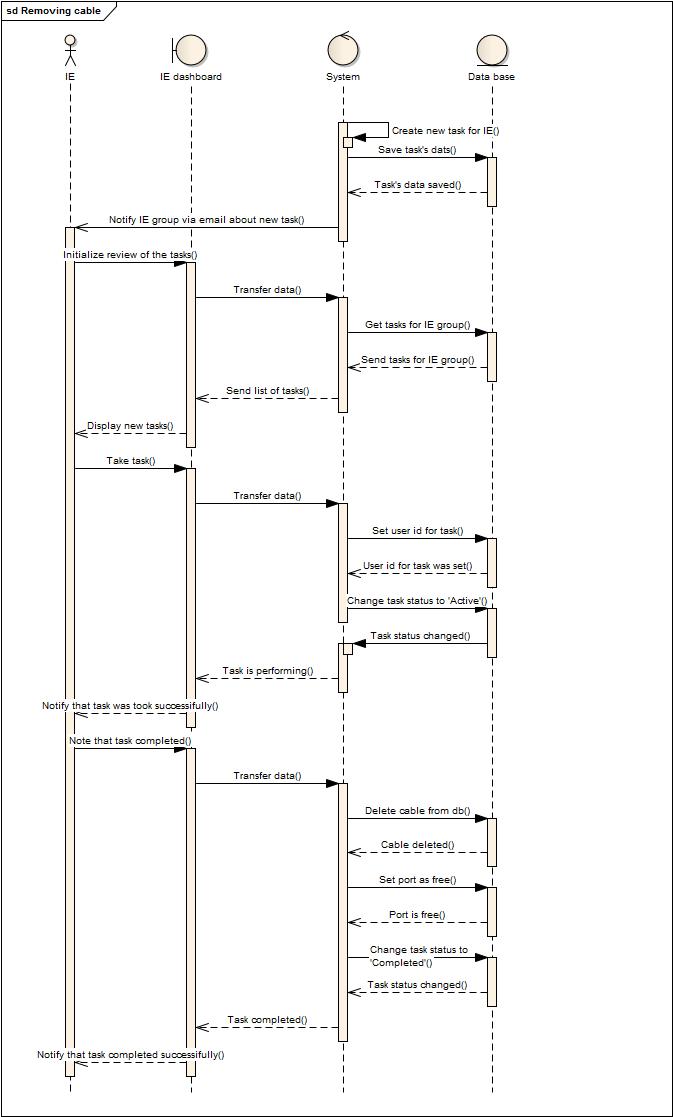 sd Removing cable
IE
IE dashboard
System
Data base
Create new task for IE()
Save task's dats()
Task's data saved()
Notify IE group via email about new task()
Initialize review of the tasks()
Transfer data()
Get tasks for IE group()
Send tasks for IE group()
Send list of tasks()
Display new tasks()
Take task()
Transfer data()
Set user id for task()
User id for task was set()
Change task status to 'Active'()
Task status changed()
Task is performing()
Notify that task was took successfully()
Note that task completed()
Transfer data()
Delete cable from db()
Cable deleted()
Set port as free()
Port is free()
Change task status to
'Completed'()
Task status changed()
Task completed()
Notify that task completed successfully()